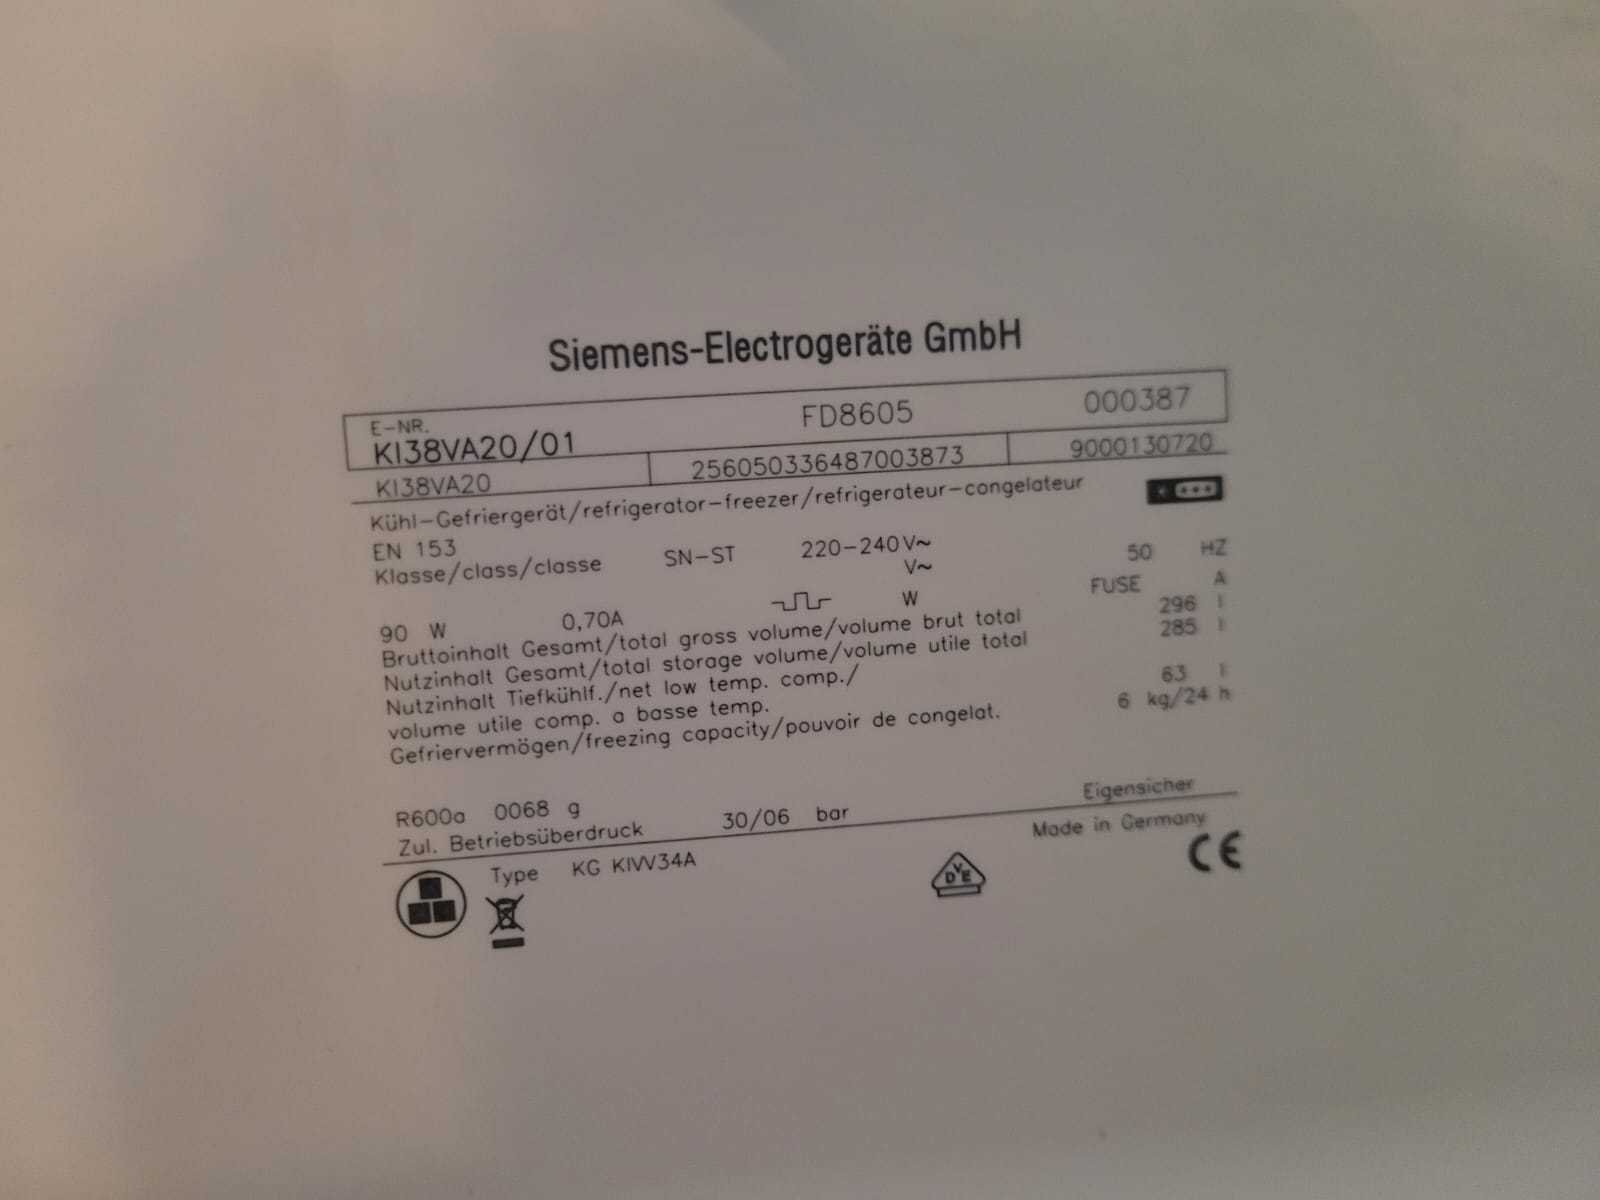 Siemens-Electrogeräte GmbH
E-NR. FD8605 000387
KI38VA20/01
KI38VA20 256050336487003873 9000130720
Kühl-Gefriergerät/refrigerator-freezer/refrigerateur-congelateur
EN 153
Klasse/class/classe SN-ST 220-240V~ 50 HZ
V~ FUSE A
90 W 0,70A W
Bruttoinhalt Gesamt/total gross volume/volume brut total 296 l
Nutzinhalt Gesamt/total storage volume/volume utile total 285 l
Nutzinhalt Tiefkühlf./net low temp. comp./
volume utile comp. a basse temp. 63 l
Gefriervermögen/freezing capacity/pouvoir de congelat. 6 kg/24 h
R600a 0068 g
Zul. Betriebsüberdruck 30/06 bar Eigensicher
Type KG KIVV34A Made in Germany
DVE
CE